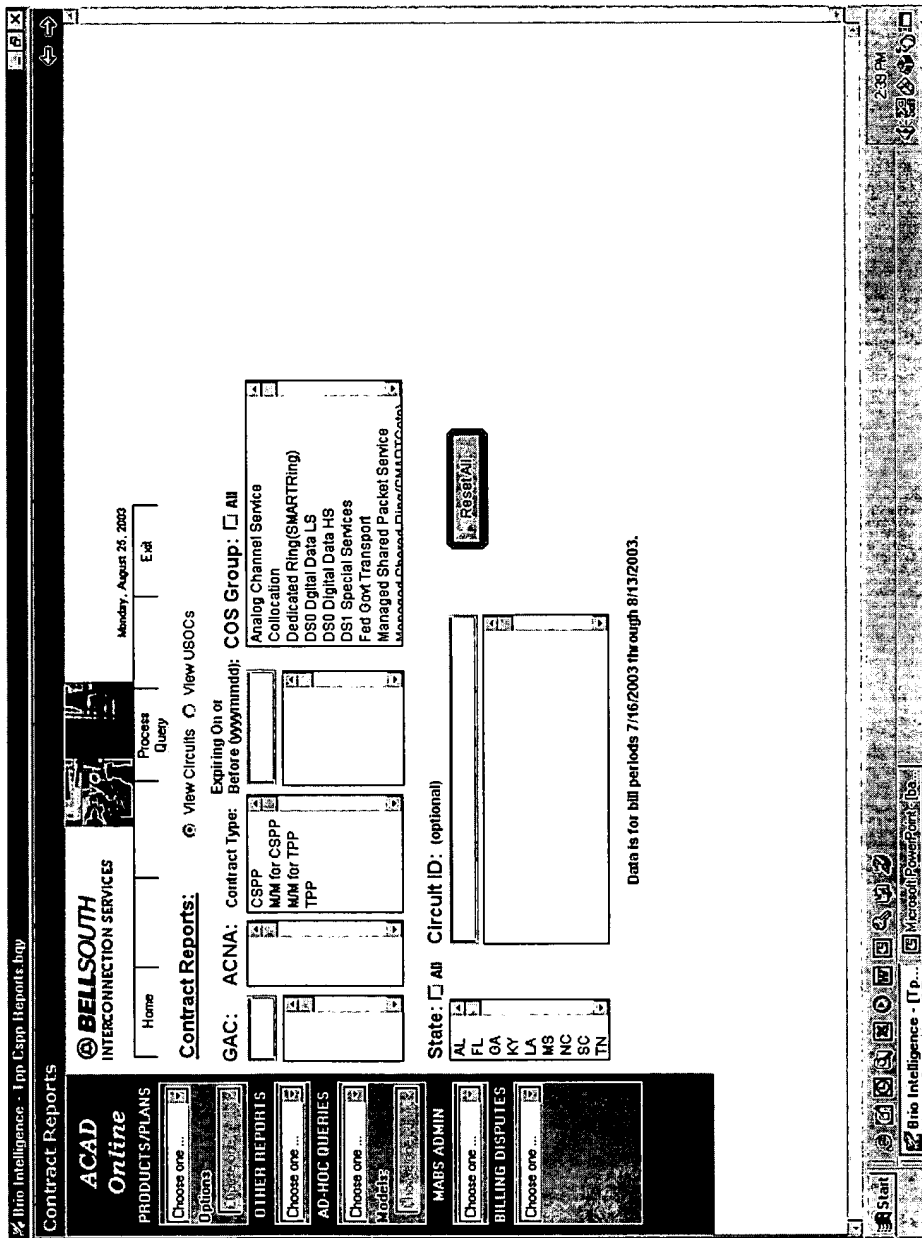 Brio Intelligence - Tpp Cspp Reports.bqy
Contract Reports
ACAD
Online
PRODUCTS/PLANS
Choose one ...
Options
OTHER REPORTS
Choose one ...
AD-HOC QUERIES
Choose one ...
Models
MABS ADMIN
Choose one ...
BILLING DISPUTES
Choose one ...
BELLSOUTH
INTERCONNECTION SERVICES
Monday, August 25, 2003
Home
Process
Query
Exit
Contract Reports:
View Circuits
View USOCs
GAC:
ACNA:
Contract Type:
Expiring On or
Before (yyyymmdd):
COS Group:
All
CSPP
M/M for CSPP
M/M for TPP
TPP
Analog Channel Service
Collocation
Dedicated Ring(SMARTRing)
DS0 Dgital Data LS
DS0 Digital Data HS
DS1 Special Services
Fed Govt Transport
Managed Shared Packet Service
State:
All
Circuit ID: (optional)
AL
FL
GA
KY
LA
MS
NC
SC
TN
Reset All
Data is for bill periods 7/16/2003 through 8/13/2003.
Start
Brio Intelligence - [Tp...
Microsoft PowerPoint - [ba...
2:39 PM